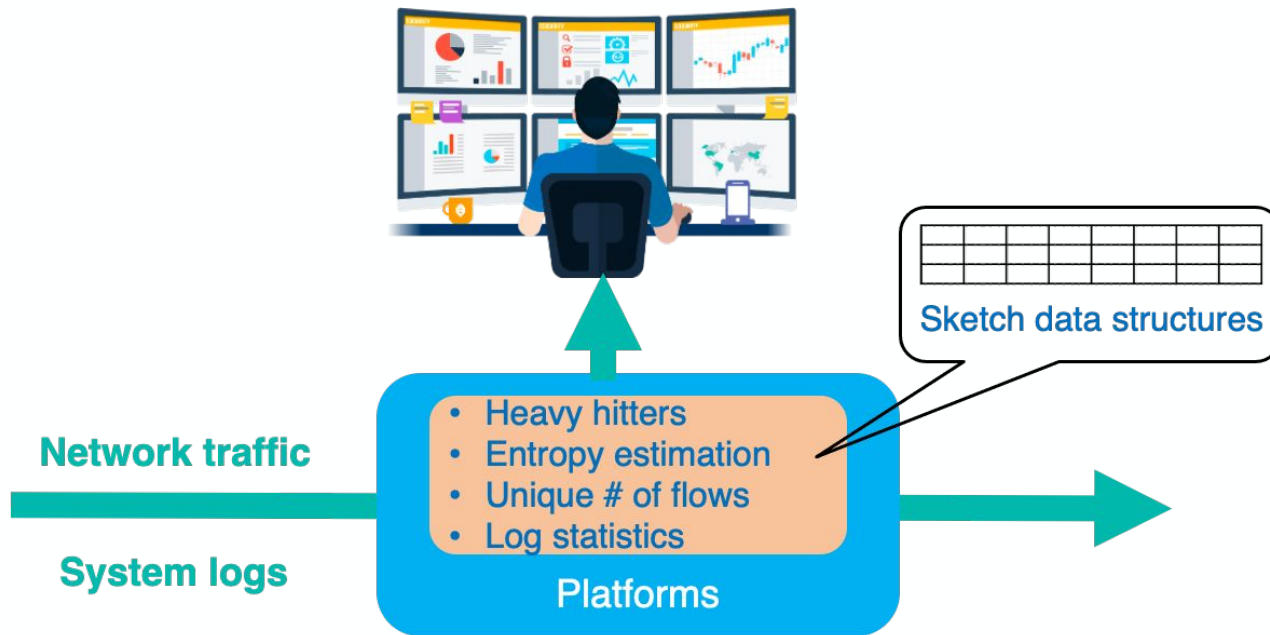 Sketch data structures
• Heavy hitters
• Entropy estimation
• Unique # of flows
• Log statistics
Network traffic
System logs
Platforms